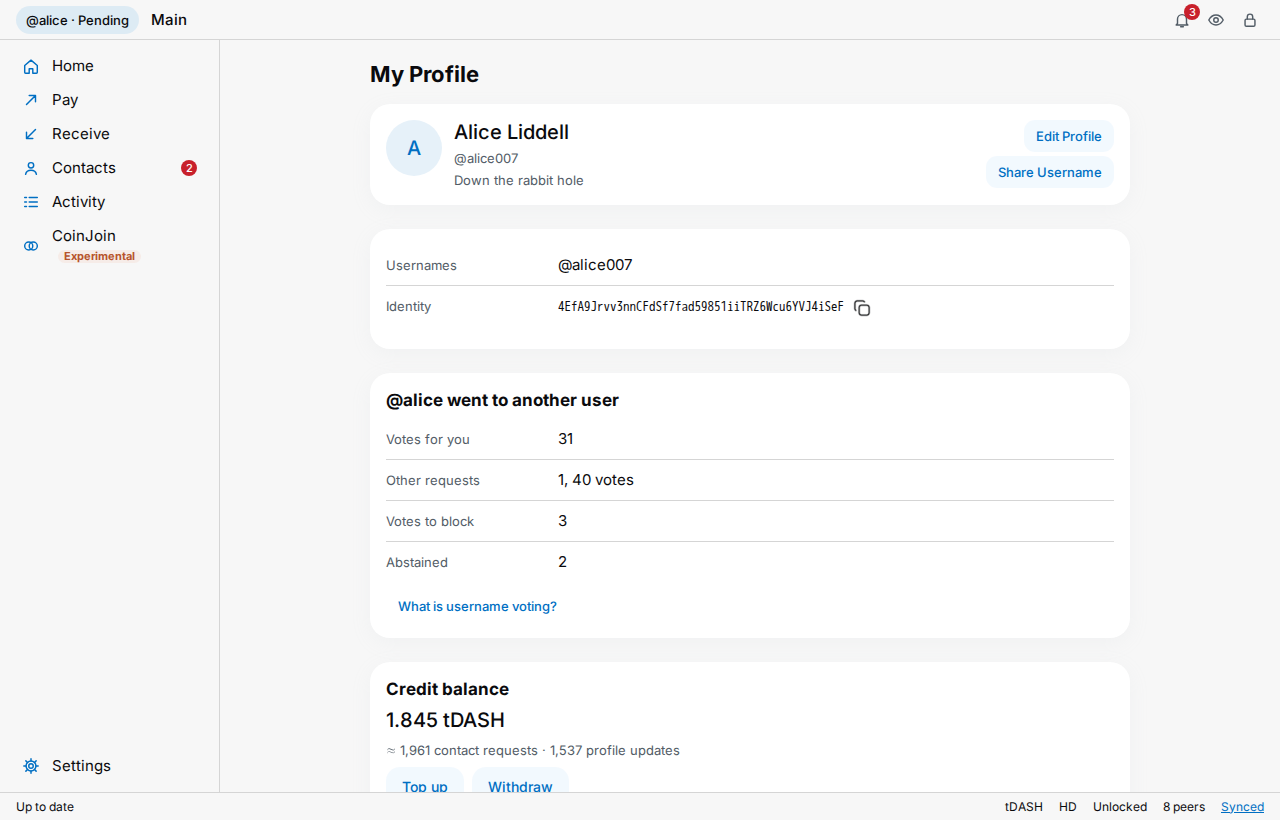 @alice · Pending Main 3
Home
Pay
Receive
Contacts 2
Activity
CoinJoin
Experimental
Settings
My Profile
A
Alice Liddell
@alice007
Down the rabbit hole
Edit Profile
Share Username
Usernames @alice007
Identity 4EfA9Jrvv3nnCFdSf7fad59851iiTRZ6Wcu6YVJ4iSeF
@alice went to another user
Votes for you 31
Other requests 1, 40 votes
Votes to block 3
Abstained 2
What is username voting?
Credit balance
1.845 tDASH
≈ 1,961 contact requests · 1,537 profile updates
Top up Withdraw
Up to date tDASH HD Unlocked 8 peers Synced